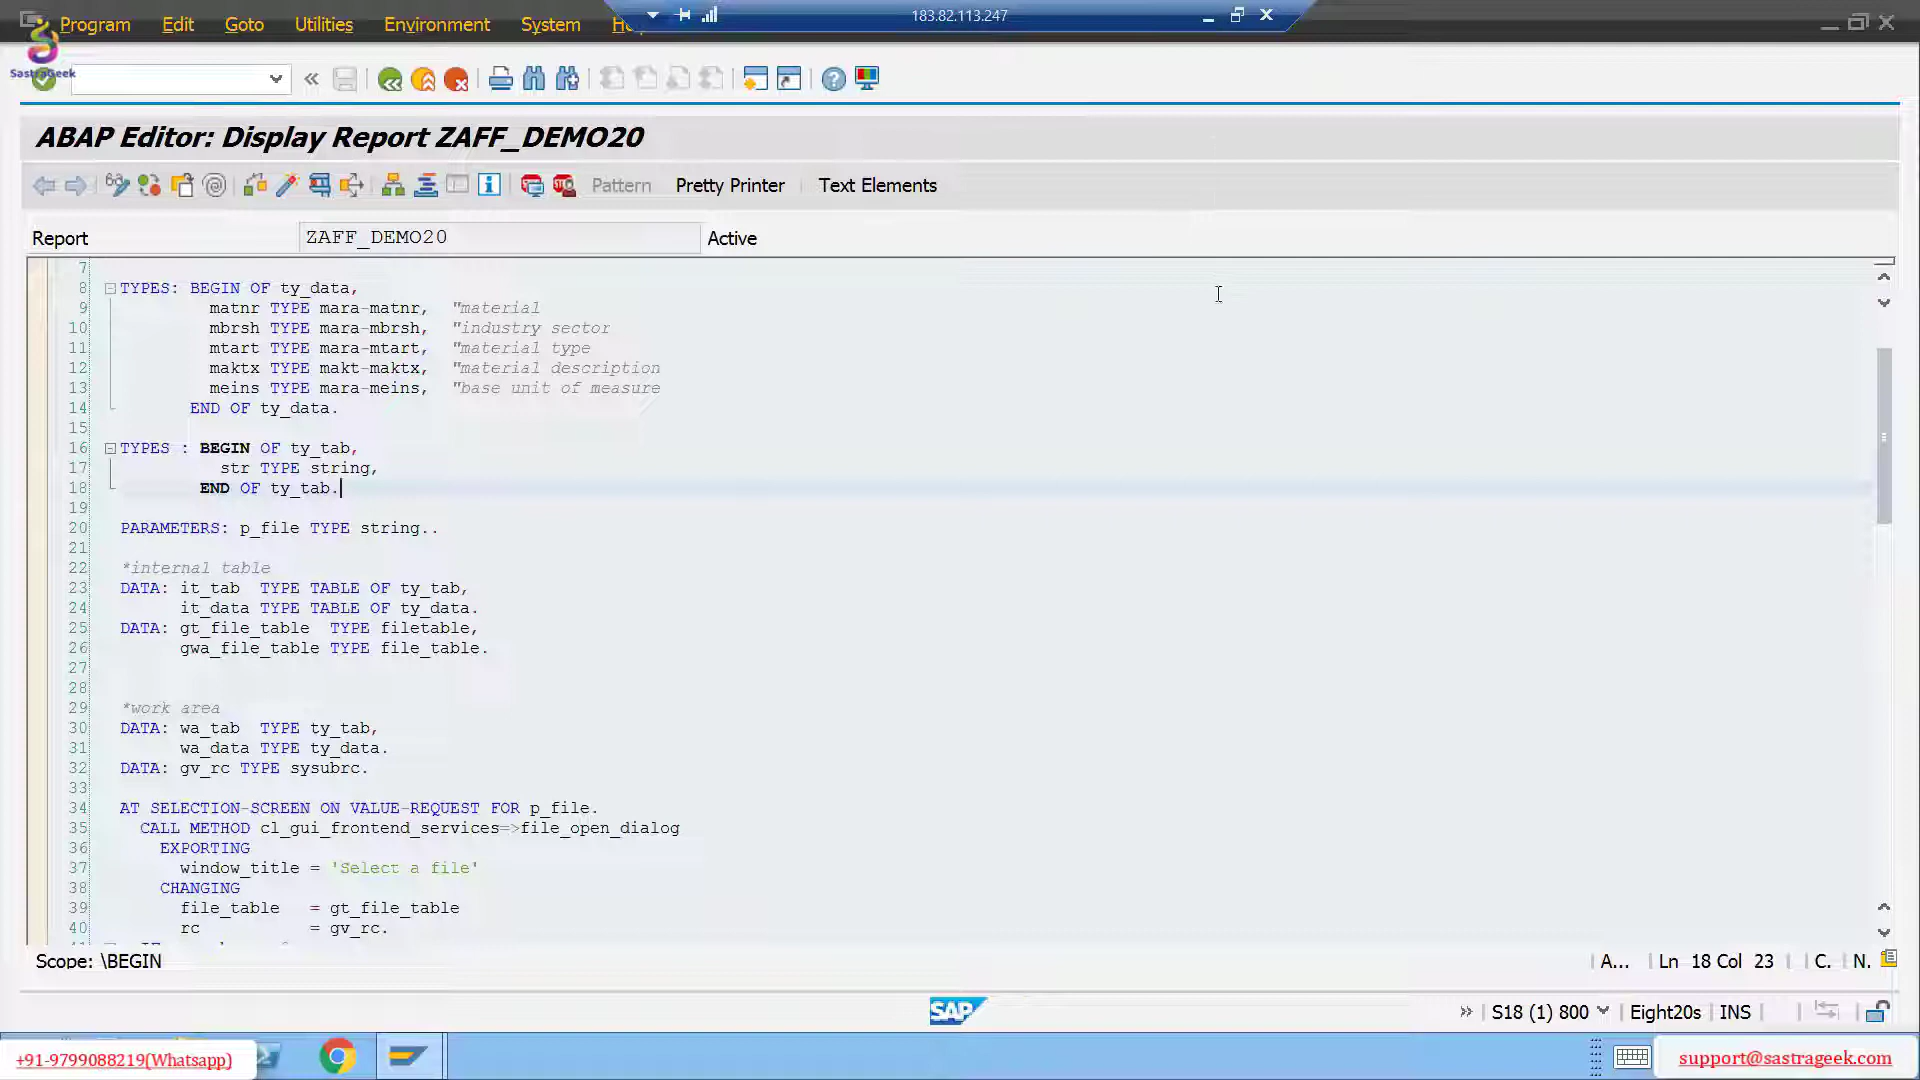 183.82.113.247
Program Edit Goto Utilities Environment System
SastraGeek
ABAP Editor: Display Report ZAFF_DEMO20
Pattern Pretty Printer Text Elements
Report ZAFF_DEMO20 Active
7
8 TYPES: BEGIN OF ty_data,
9 matnr TYPE mara-matnr, "material
10 mbrsh TYPE mara-mbrsh, "industry sector
11 mtart TYPE mara-mtart, "material type
12 maktx TYPE makt-maktx, "material description
13 meins TYPE mara-meins, "base unit of measure
14 END OF ty_data.
15
16 TYPES : BEGIN OF ty_tab,
17 str TYPE string,
18 END OF ty_tab.
19
20 PARAMETERS: p_file TYPE string..
21
22 *internal table
23 DATA: it_tab TYPE TABLE OF ty_tab,
24 it_data TYPE TABLE OF ty_data.
25 DATA: gt_file_table TYPE filetable,
26 gwa_file_table TYPE file_table.
27
28
29 *work area
30 DATA: wa_tab TYPE ty_tab,
31 wa_data TYPE ty_data.
32 DATA: gv_rc TYPE sysubrc.
33
34 AT SELECTION-SCREEN ON VALUE-REQUEST FOR p_file.
35 CALL METHOD cl_gui_frontend_services=>file_open_dialog
36 EXPORTING
37 window_title = 'Select a file'
38 CHANGING
39 file_table = gt_file_table
40 rc = gv_rc.
Scope: \BEGIN A... Ln 18 Col 23 C. N.
SAP S18 (1) 800 Eight20s INS
+91-9799088219(Whatsapp) support@sastrageek.com